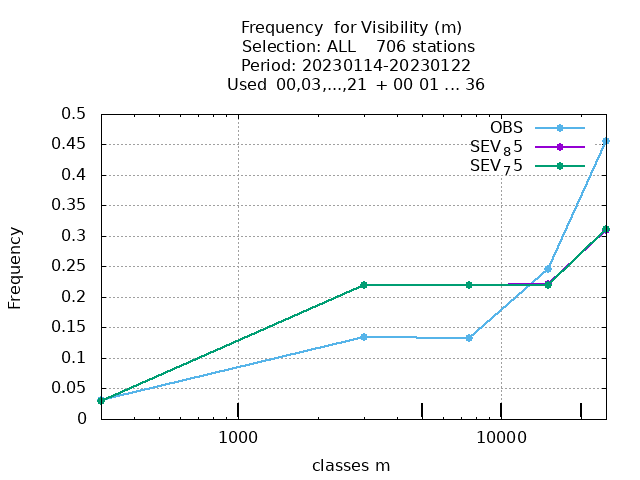 Frequency  for Visibility (m)
Selection: ALL    706 stations
Period: 20230114-20230122
Used  00,03,...,21  + 00 01 ... 36
OBS
SEV₈5
SEV₇5
0.5
0.45
0.4
0.35
0.3
0.25
0.2
0.15
0.1
0.05
0
Frequency
1000
10000
classes m